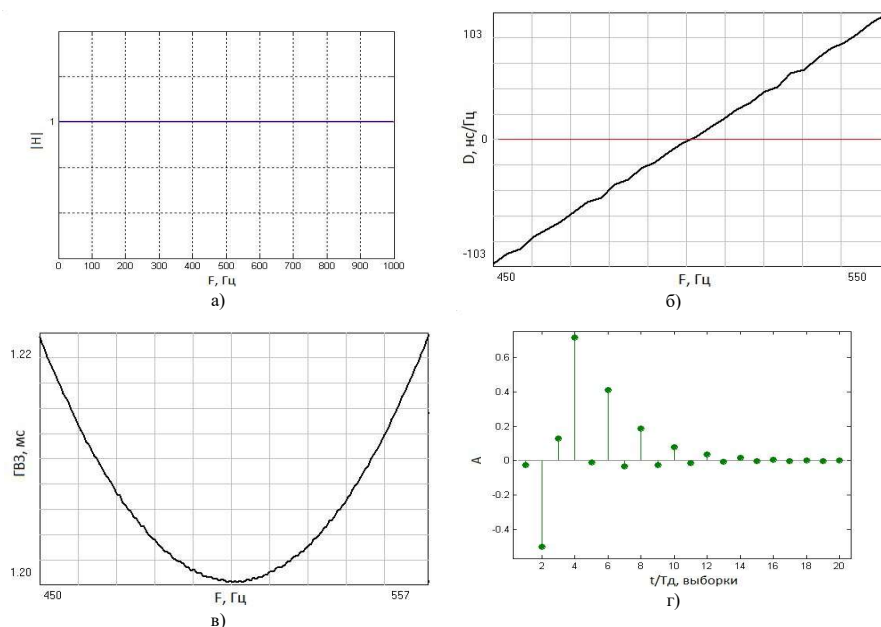 |H|
1
0 100 200 300 400 500 600 700 800 900 1000
F, Гц
а)
D, нс/Гц
103
0
-103
450 550
F, Гц
б)
ГВЗ, мс
1.22
1.20
450 557
F, Гц
в)
A
0.6
0.4
0.2
0
-0.2
-0.4
2 4 6 8 10 12 14 16 18 20
t/Tд, выборки
г)